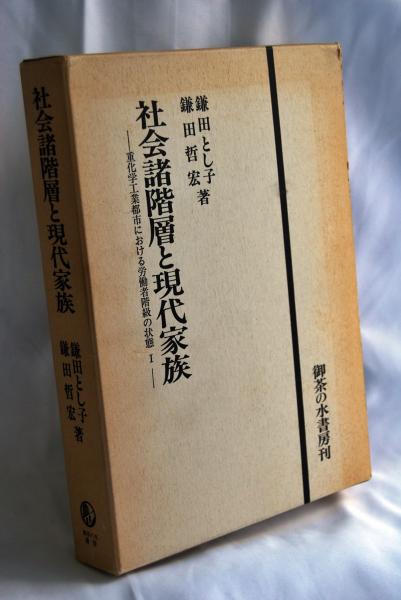 鎌田とし子
鎌田哲宏 著
社会諸階層と現代家族
――重化学工業都市における労働者階級の状態 I――
御茶の水書房刊
社会諸階層と現代家族
鎌田とし子
鎌田哲宏 著